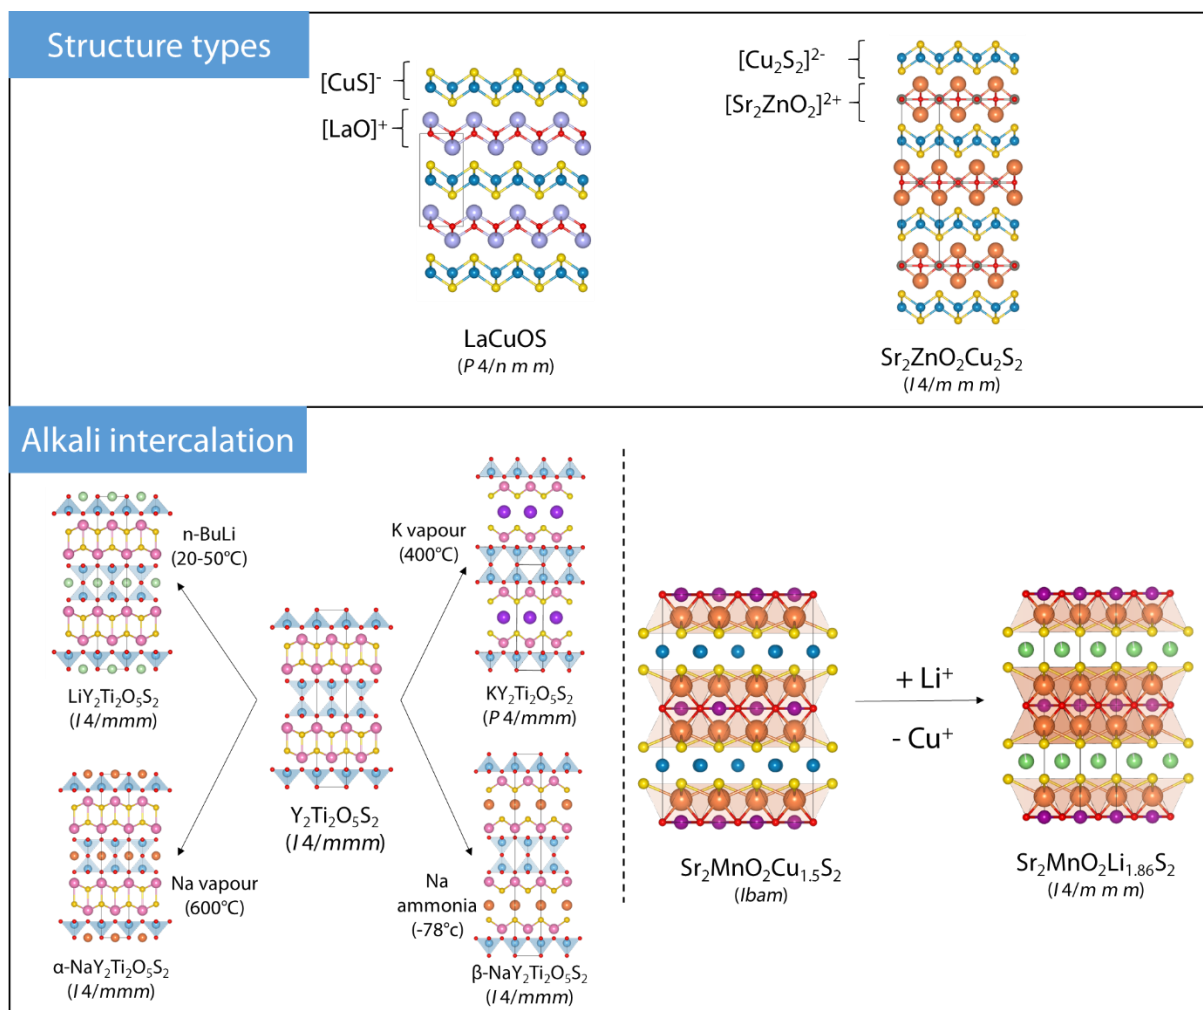 Structure types
[CuS]-
[LaO]+
LaCuOS
(P 4/n m m)
[Cu2S2]2-
[Sr2ZnO2]2+
Sr2ZnO2Cu2S2
(I 4/m m m)
Alkali intercalation
n-BuLi
(20-50°C)
LiY2Ti2O5S2
(I 4/mmm)
K vapour
(400°C)
KY2Ti2O5S2
(P 4/mmm)
Y2Ti2O5S2
(I 4/mmm)
Na vapour
(600°C)
α-NaY2Ti2O5S2
(I 4/mmm)
Na
ammonia
(-78°c)
β-NaY2Ti2O5S2
(I 4/mmm)
+ Li+
- Cu+
Sr2MnO2Cu1.5S2
(Ibam)
Sr2MnO2Li1.86S2
(I 4/m m m)